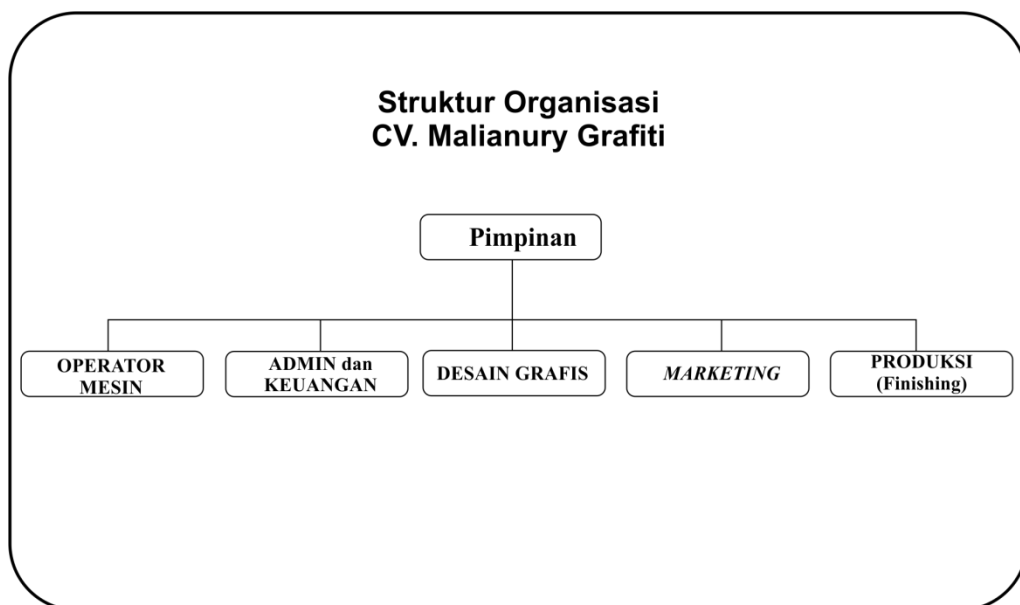 Struktur Organisasi
CV. Malianury Grafiti
Pimpinan
OPERATOR
MESIN
ADMIN dan
KEUANGAN
DESAIN GRAFIS
MARKETING
PRODUKSI
(Finishing)